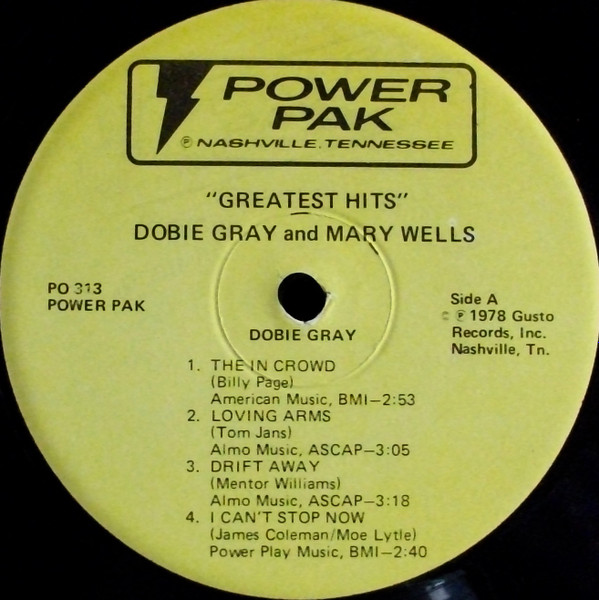 POWER
PAK
℗ NASHVILLE, TENNESSEE
"GREATEST HITS"
DOBIE GRAY and MARY WELLS
PO 313
POWER PAK
Side A
© ℗ 1978 Gusto
Records, Inc.
Nashville, Tn.
DOBIE GRAY
1. THE IN CROWD
(Billy Page)
American Music, BMI–2:53
2. LOVING ARMS
(Tom Jans)
Almo Music, ASCAP–3:05
3. DRIFT AWAY
(Mentor Williams)
Almo Music, ASCAP–3:18
4. I CAN'T STOP NOW
(James Coleman/Moe Lytle)
Power Play Music, BMI–2:40